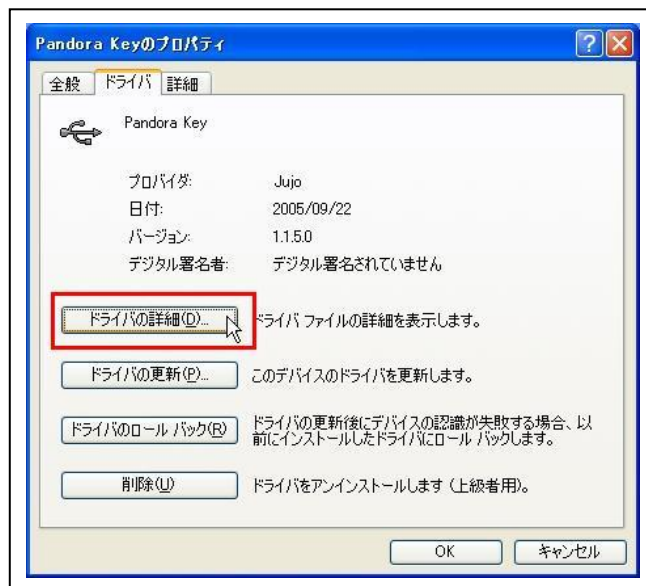 Pandora Keyのプロパティ
全般 ドライバ 詳細
Pandora Key
プロバイダ: Jujo
日付: 2005/09/22
バージョン: 1.1.5.0
デジタル署名者: デジタル署名されていません
ドライバの詳細(D)... ドライバ ファイルの詳細を表示します。
ドライバの更新(P)... このデバイスのドライバを更新します。
ドライバのロール バック(R) ドライバの更新後にデバイスの認識が失敗する場合、以
前にインストールしたドライバにロール バックします。
削除(U) ドライバをアンインストールします (上級者用)。
OK キャンセル